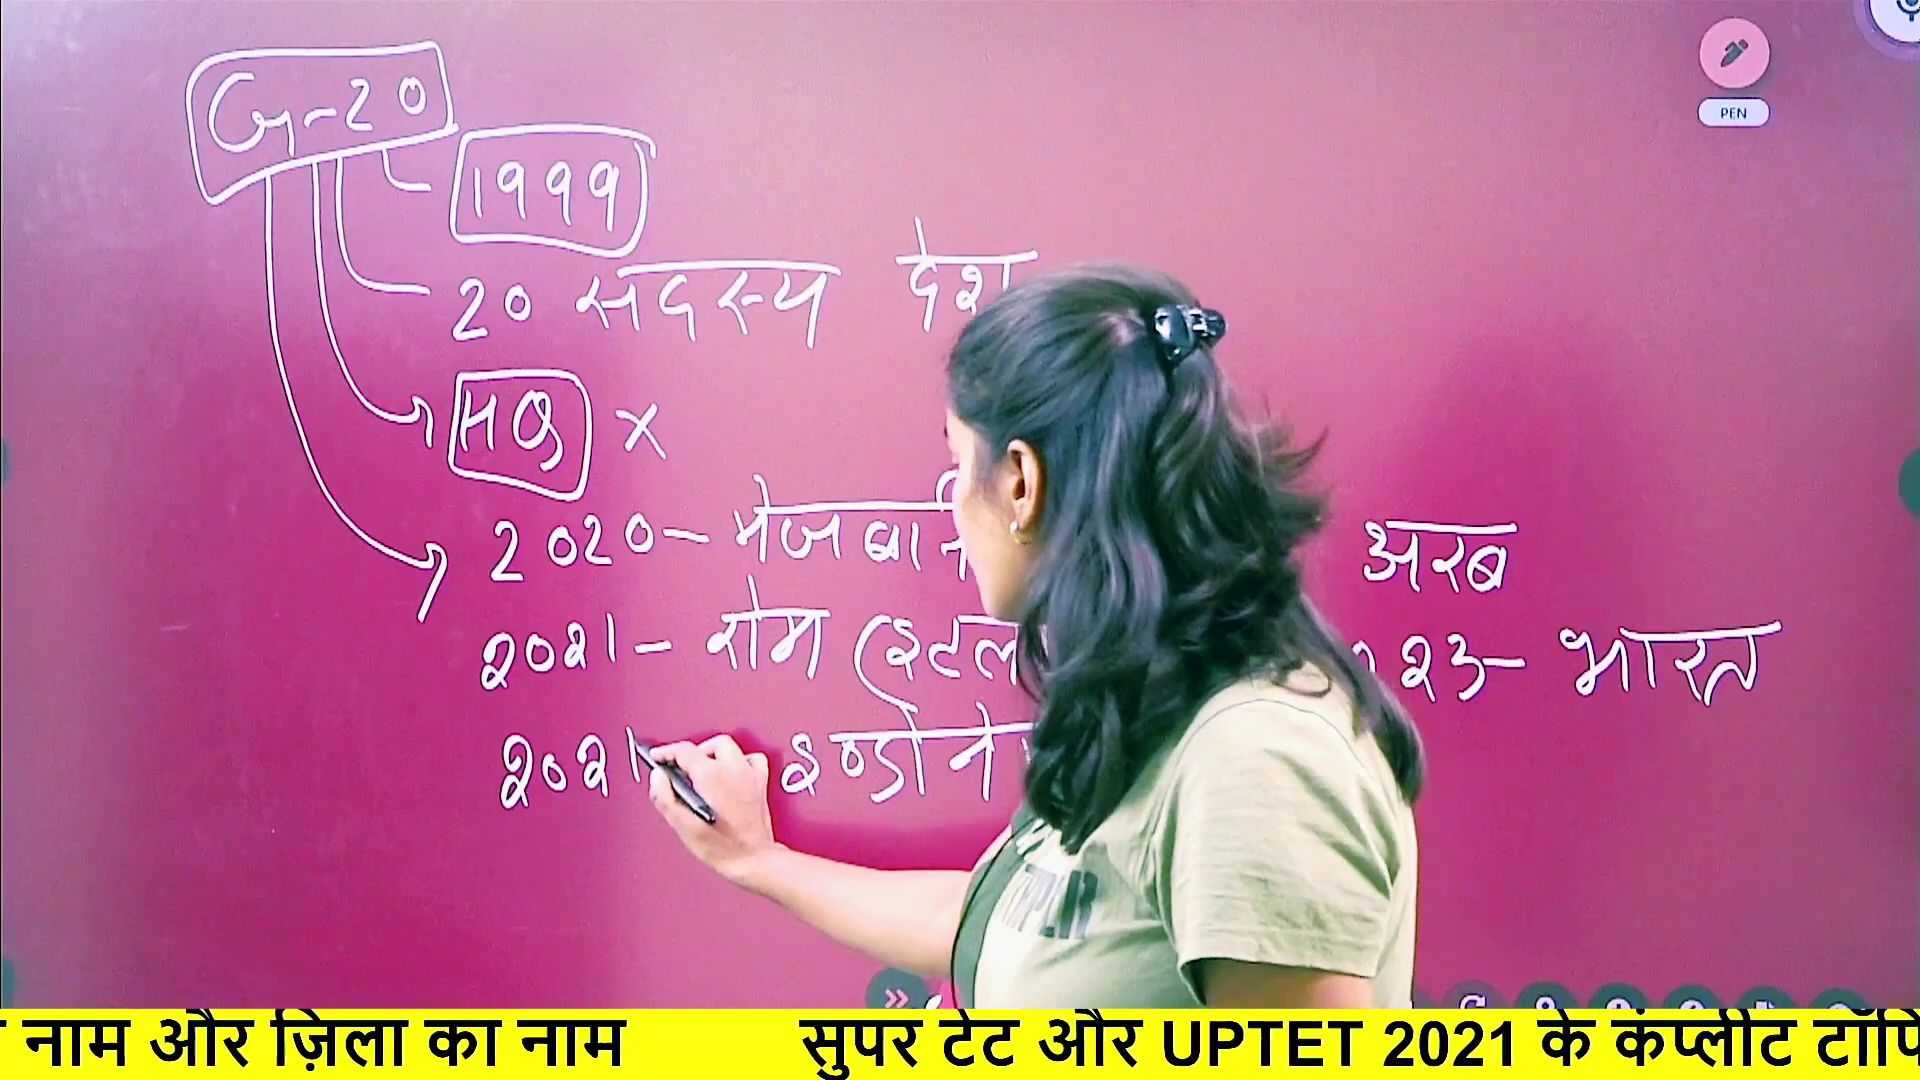 G-20
PEN
1999
20 सदस्य देश
HQ x
2020- मेजबानी अरब
2021- रोम (इटल 23- भारत
2021 इण्डोने
नाम और ज़िला का नाम सुपर टेट और UPTET 2021 के कंप्लीट टॉपि